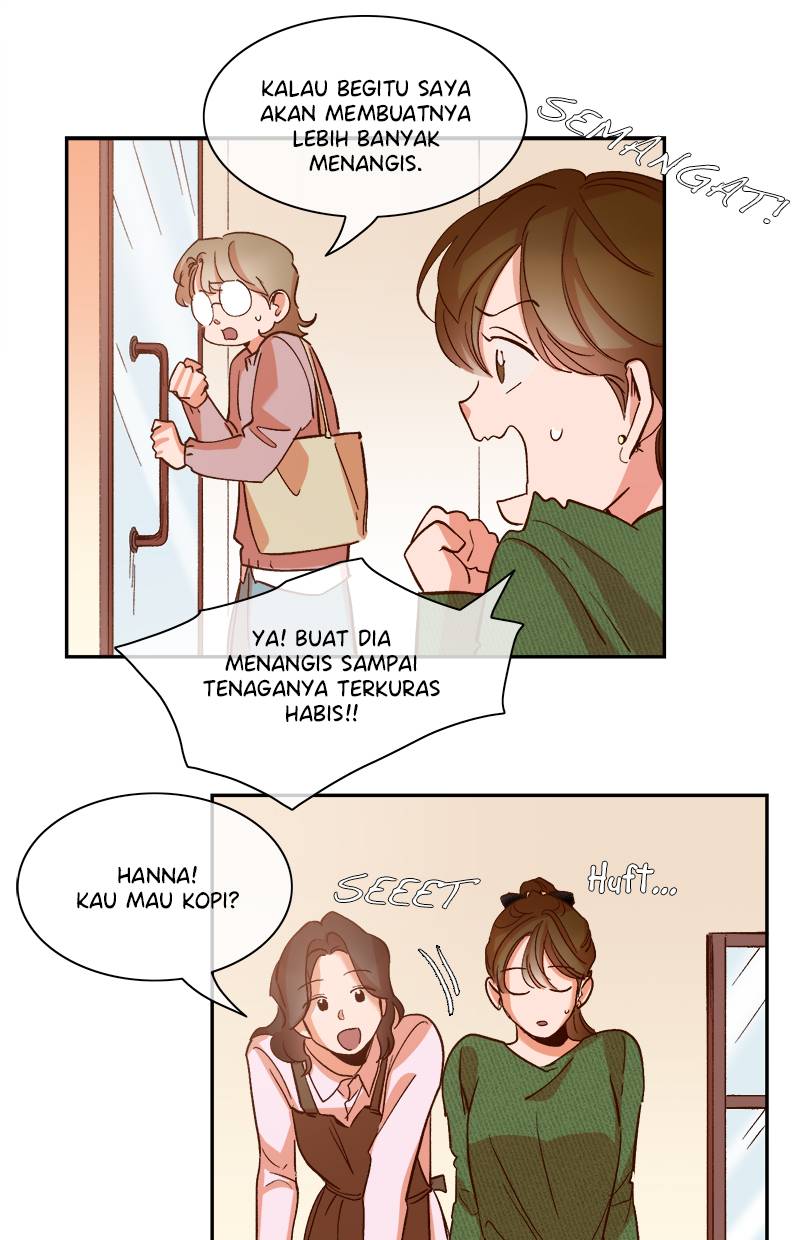 KALAU BEGITU SAYA
AKAN MEMBUATNYA
LEBIH BANYAK
MENANGIS.
SEMANGAT!
YA! BUAT DIA
MENANGIS SAMPAI
TENAGANYA TERKURAS
HABIS!!
HANNA!
KAU MAU KOPI?
SEEET
Huft...